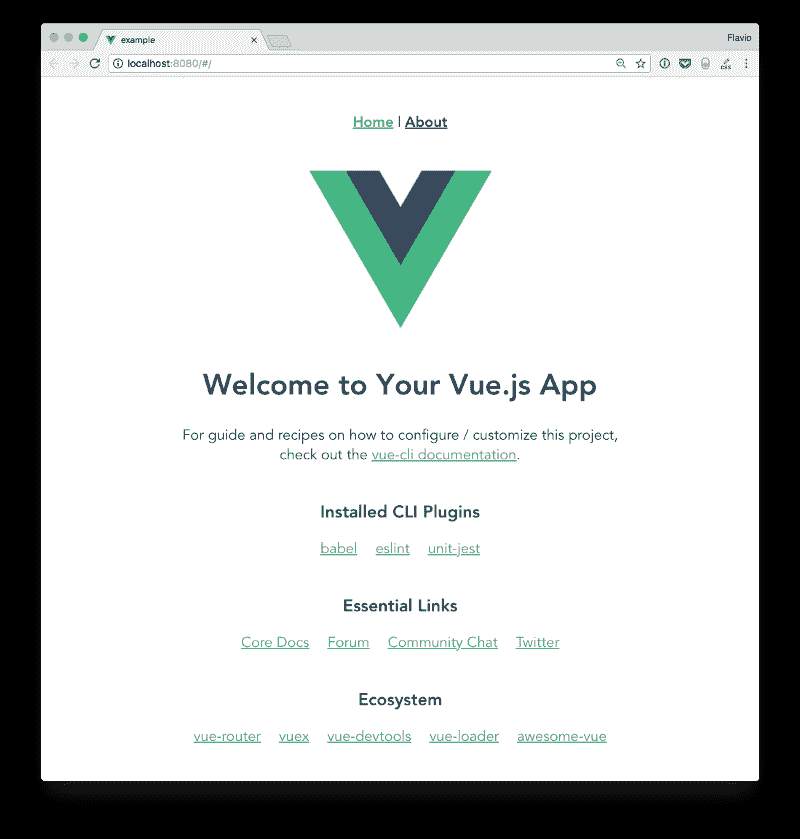 example
Flavio
localhost:8080/#/
css
Home | About
Welcome to Your Vue.js App
For guide and recipes on how to configure / customize this project,
check out the vue-cli documentation.
Installed CLI Plugins
babel eslint unit-jest
Essential Links
Core Docs Forum Community Chat Twitter
Ecosystem
vue-router vuex vue-devtools vue-loader awesome-vue